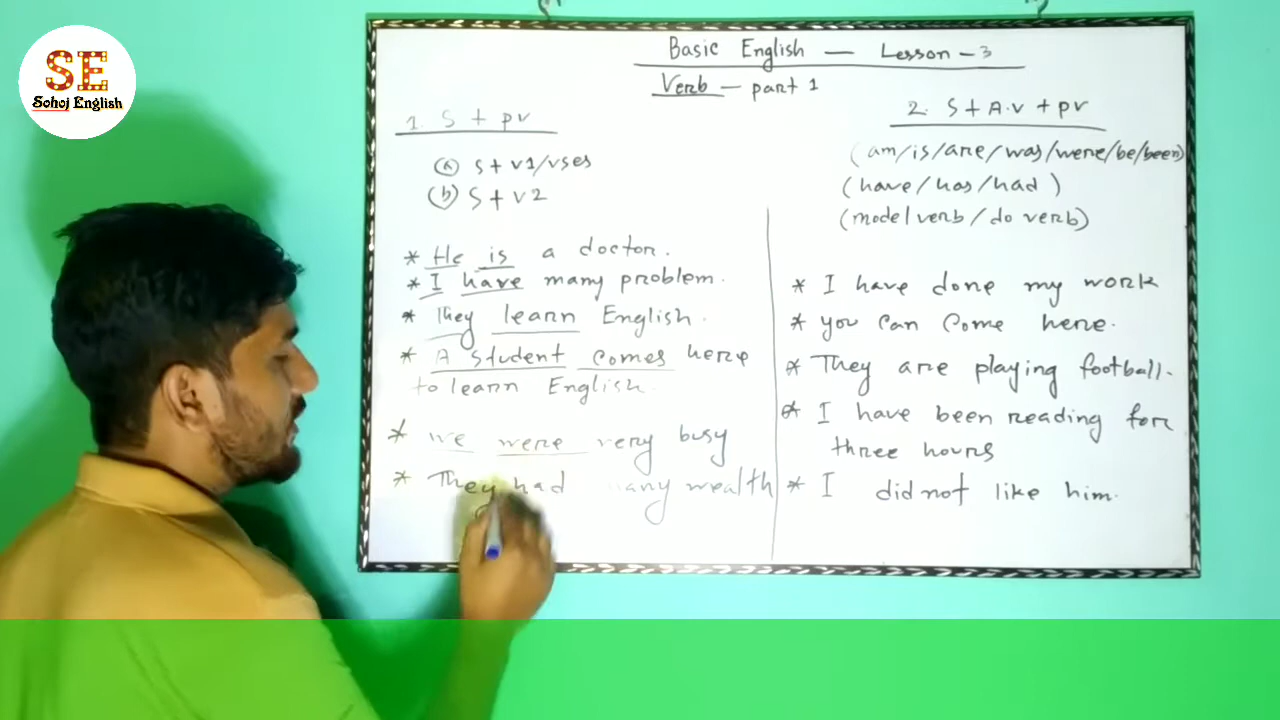 SE
Sohoj English
Basic English — Lesson - 3
Verb — part 1
1. S + pv
(a) S + v1/vses
(b) S + v2
* He is a doctor.
* I have many problem.
* They learn English.
* A student comes here
to learn English.
* we were very busy
* They had many wealth
2. S + A.v + pv
(am/is/are/was/were/be/been)
(have/has/had)
(model verb/do verb)
* I have done my work
* you can come here.
* They are playing football.
* I have been reading for
three hours
* I did not like him.